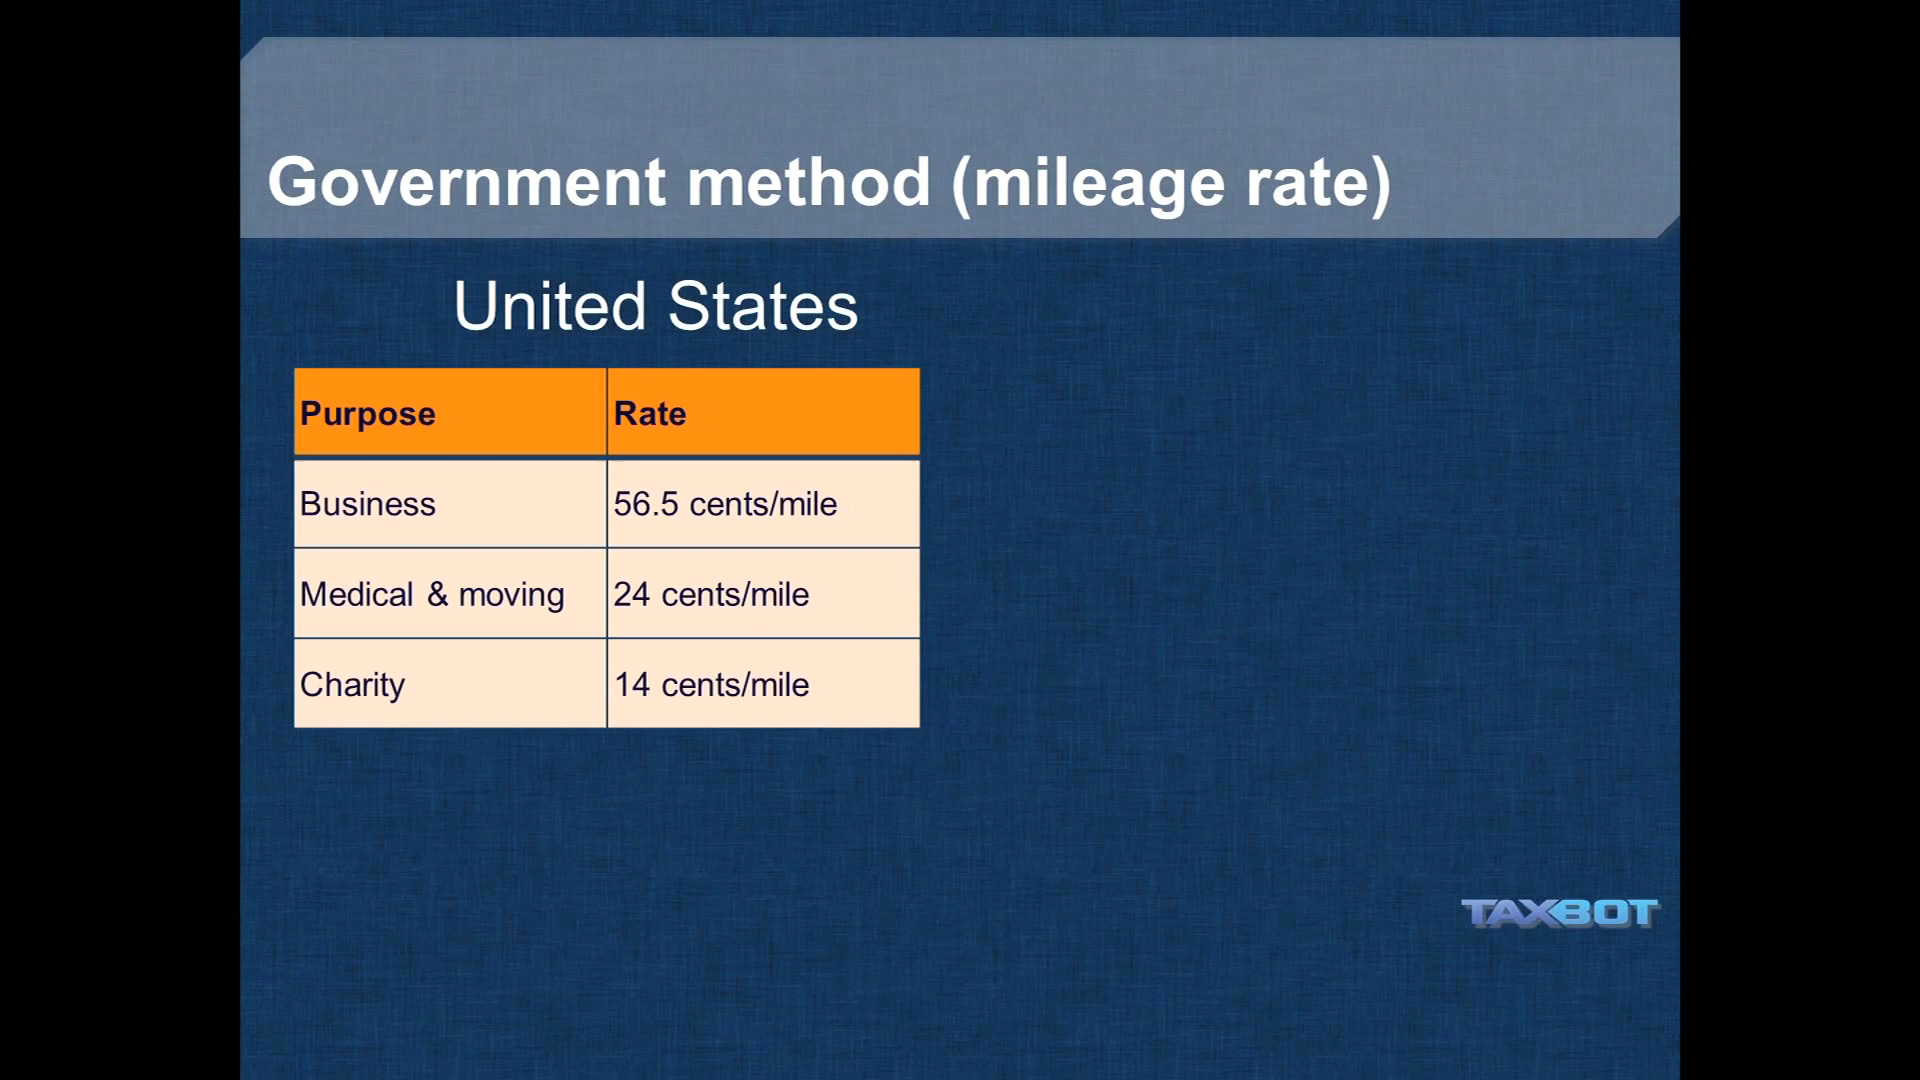 Government method (mileage rate)
United States
Purpose Rate
Business 56.5 cents/mile
Medical & moving 24 cents/mile
Charity 14 cents/mile
TAXBOT